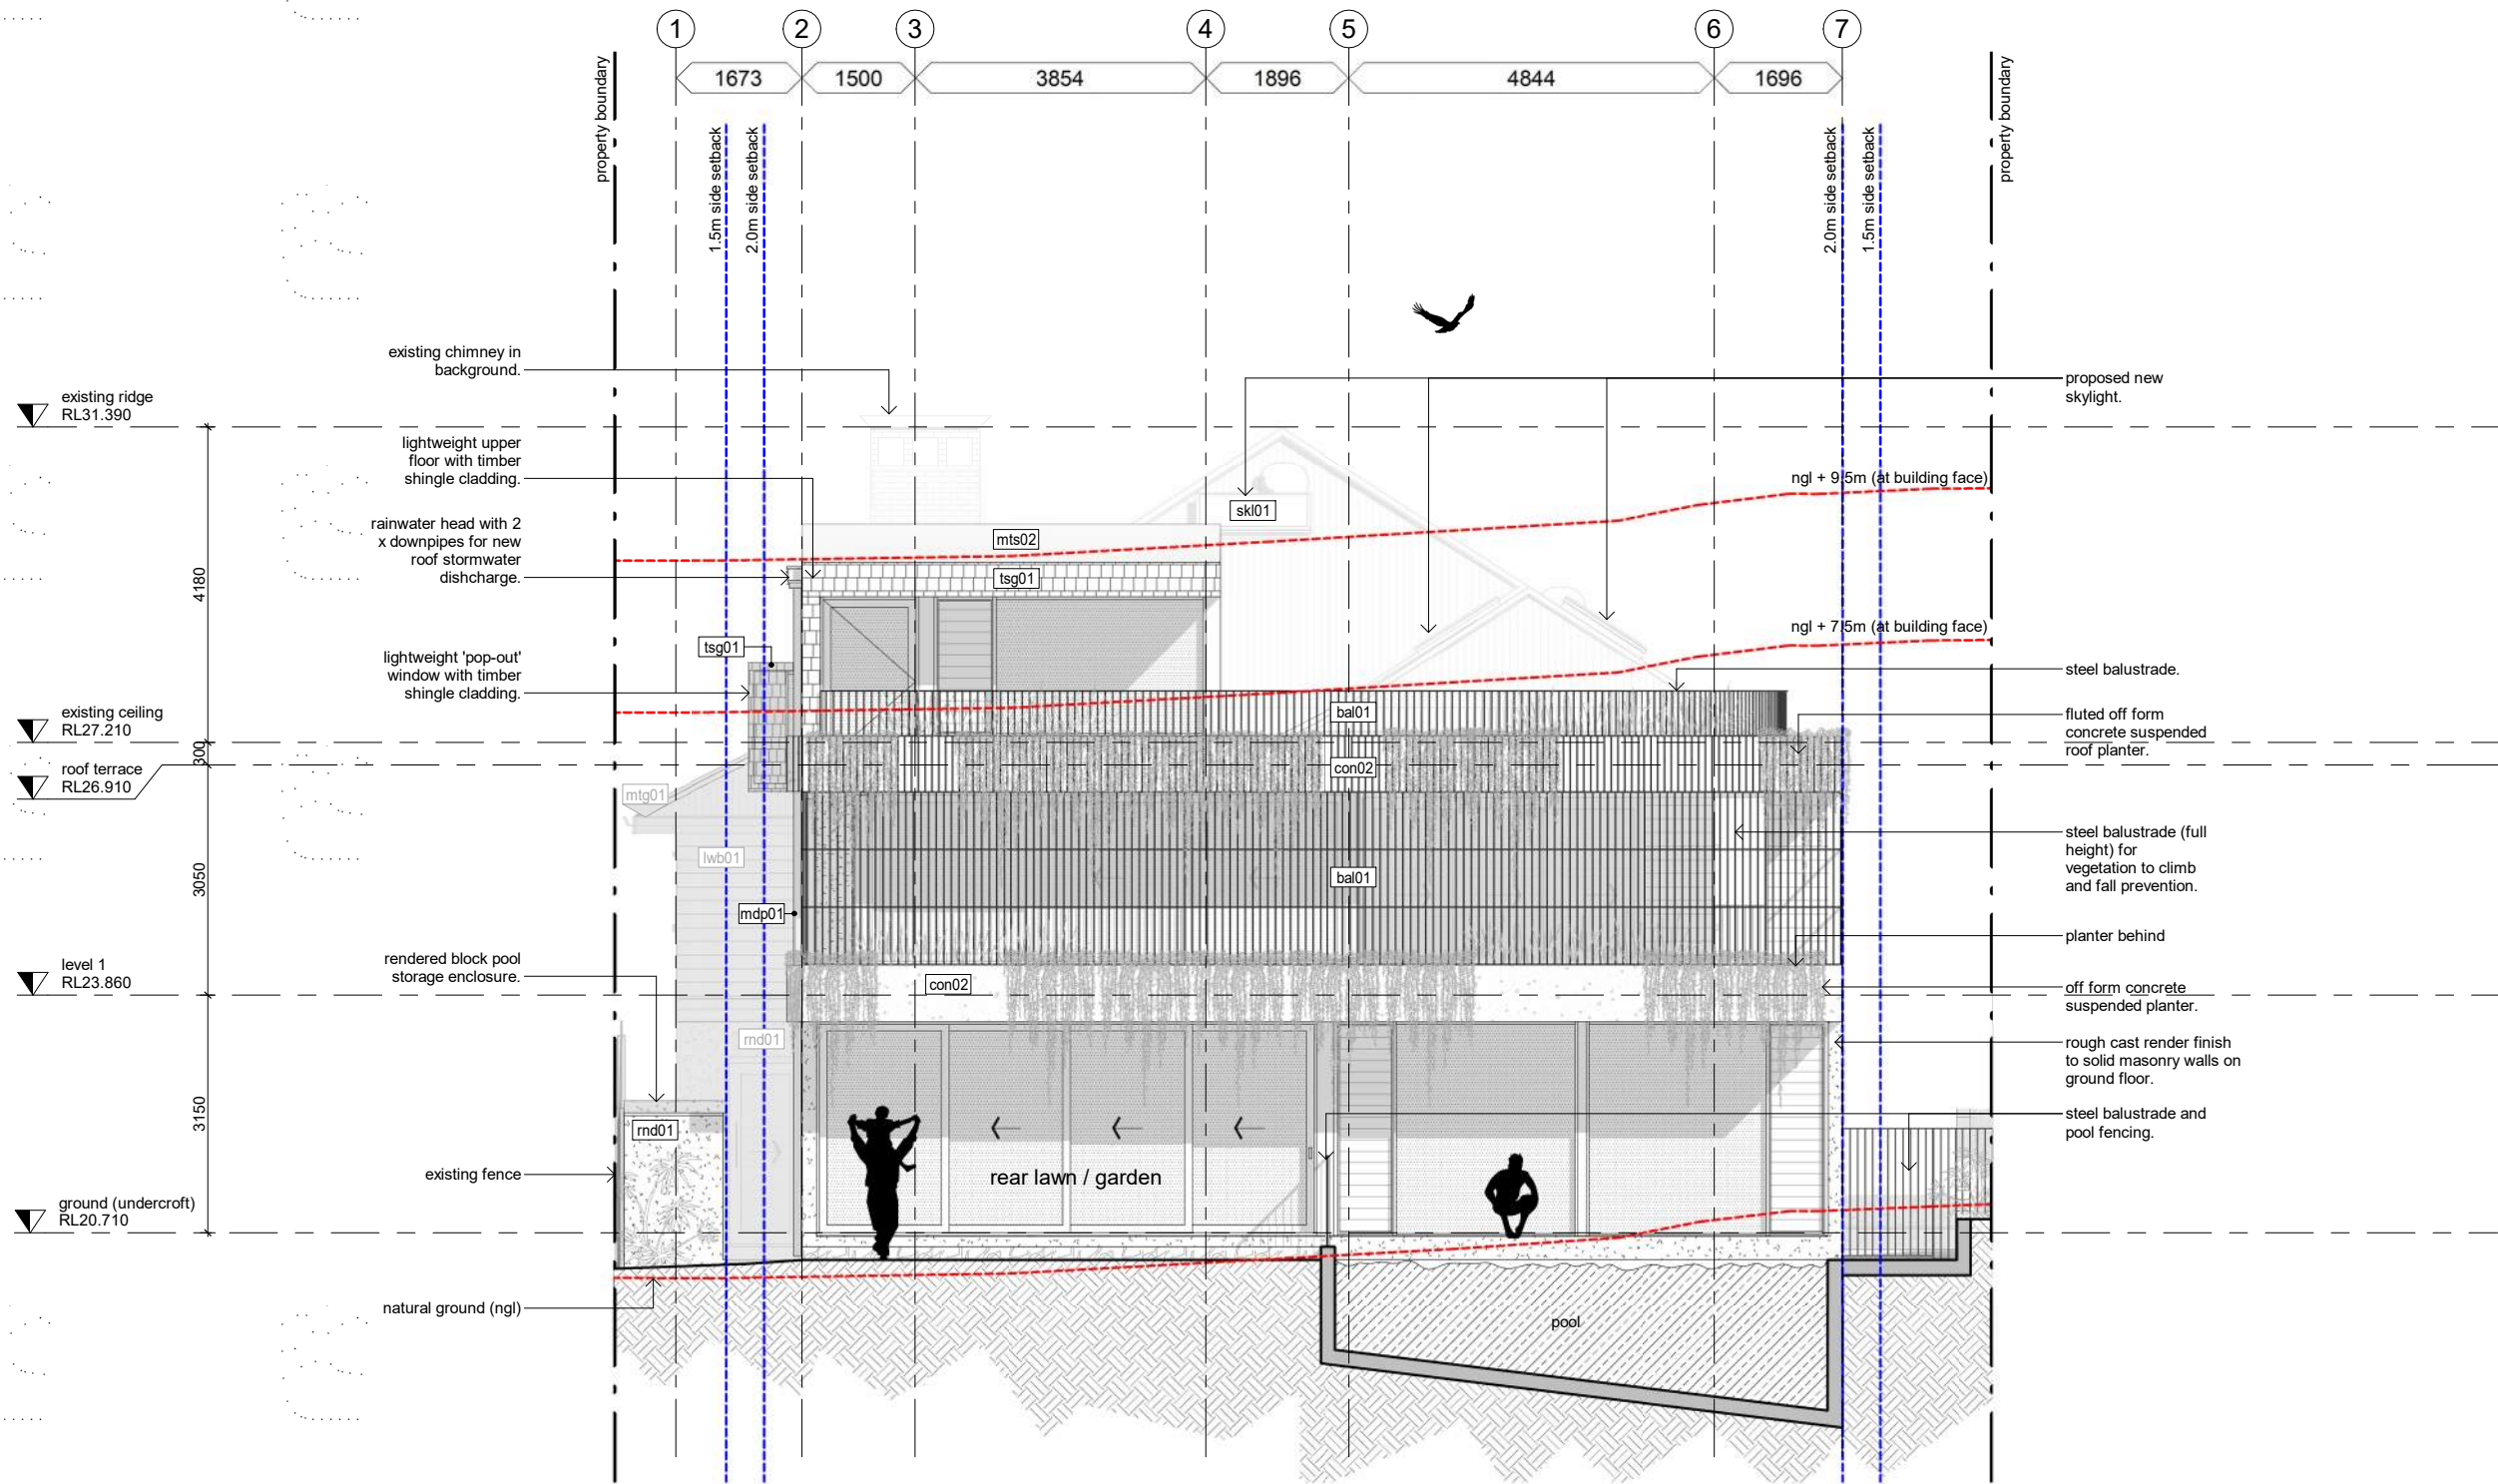 1
2
3
4
5
6
7
1673
1500
3854
1896
4844
1696
property boundary
1.5m side setback
2.0m side setback
2.0m side setback
1.5m side setback
property boundary
existing chimney in
background.
existing ridge
RL31.390
lightweight upper
floor with timber
shingle cladding.
rainwater head with 2
x downpipes for new
roof stormwater
dishcharge.
4180
lightweight 'pop-out'
window with timber
shingle cladding.
existing ceiling
RL27.210
300
roof terrace
RL26.910
3050
level 1
RL23.860
rendered block pool
storage enclosure.
3150
existing fence
ground (undercroft)
RL20.710
natural ground (ngl)
skl01
mts02
tsg01
tsg01
bal01
con02
mtg01
lwb01
bal01
mdp01
con02
rnd01
rnd01
rear lawn / garden
pool
ngl + 9.5m (at building face)
ngl + 7.5m (at building face)
proposed new
skylight.
steel balustrade.
fluted off form
concrete suspended
roof planter.
steel balustrade (full
height) for
vegetation to climb
and fall prevention.
planter behind
off form concrete
suspended planter.
rough cast render finish
to solid masonry walls on
ground floor.
steel balustrade and
pool fencing.